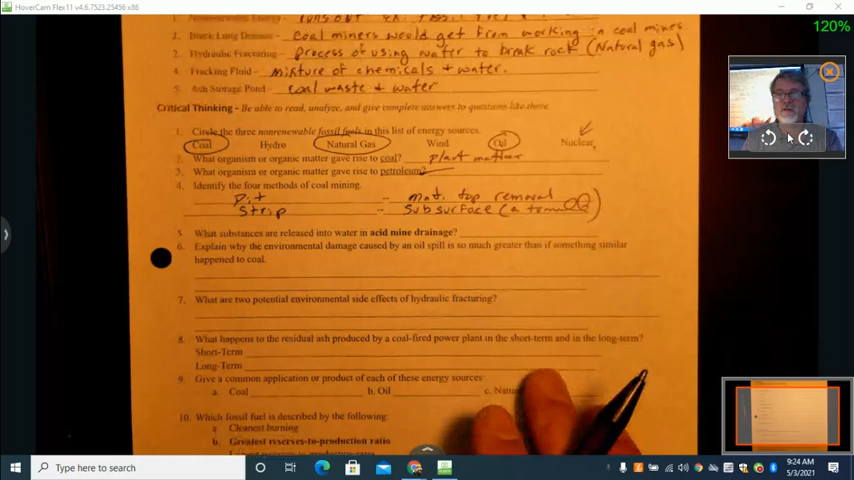 HoverCam Flex11 v4.6.7523.25456 x86
120%
1. Nonrenewable Energy - runs out ex.
1. Black Lung Disease - coal miners would get from working in coal mines
2. Hydraulic Fracturing - process of using water to break rock (Natural gas)
4. Fracking Fluid - mixture of chemicals & water.
5. Ash Storage Pond - coal waste & water
Critical Thinking - Be able to read, analyze, and give complete answers to questions like these
1. Circle the three nonrenewable fossil fuels in this list of energy sources.
Coal Hydro Natural Gas Wind Oil Nuclear
2. What organism or organic matter gave rise to coal? plant matter
3. What organism or organic matter gave rise to petroleum?
4. Identify the four methods of coal mining.
Pit - mnt. top removal
Strip - Subsurface (a
5. What substances are released into water in acid mine drainage?
6. Explain why the environmental damage caused by an oil spill is so much greater than if something similar
happened to coal.
7. What are two potential environmental side effects of hydraulic fracturing?
8. What happens to the residual ash produced by a coal-fired power plant in the short-term and in the long-term?
Short-Term
Long-Term
9. Give a common application or product of each of these energy sources
a. Coal b. Oil c.
10. Which fossil fuel is described by the following:
a. Cleanest burning
b. Greatest reserves-to-production ratio
Type here to search
9:24 AM
5/3/2021